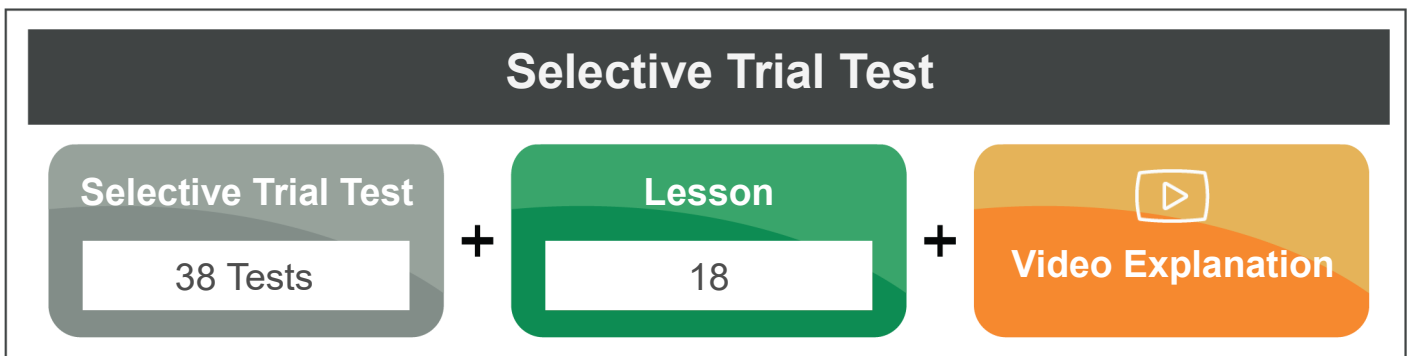 Selective Trial Test
Selective Trial Test
38 Tests
+
Lesson
18
+
Video Explanation